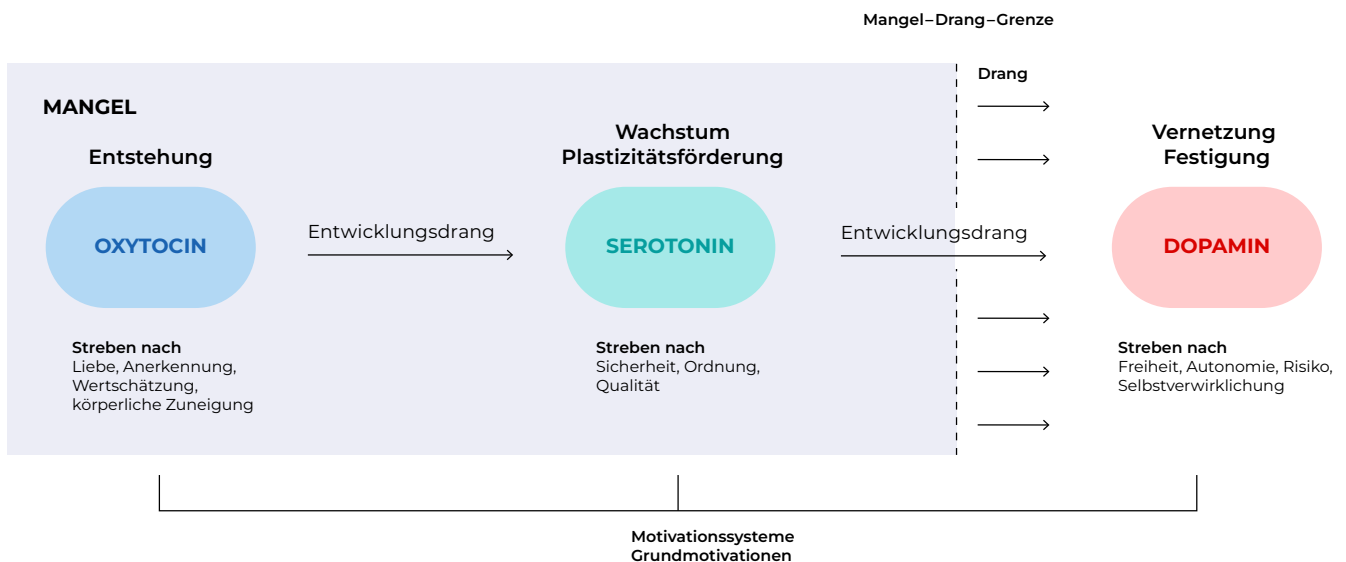 Mangel–Drang–Grenze
Drang
MANGEL
Entstehung
Wachstum
Plastizitätsförderung
Vernetzung
Festigung
OXYTOCIN
Entwicklungsdrang
SEROTONIN
Entwicklungsdrang
DOPAMIN
Streben nach
Liebe, Anerkennung,
Wertschätzung,
körperliche Zuneigung
Streben nach
Sicherheit, Ordnung,
Qualität
Streben nach
Freiheit, Autonomie, Risiko,
Selbstverwirklichung
Motivationssysteme
Grundmotivationen